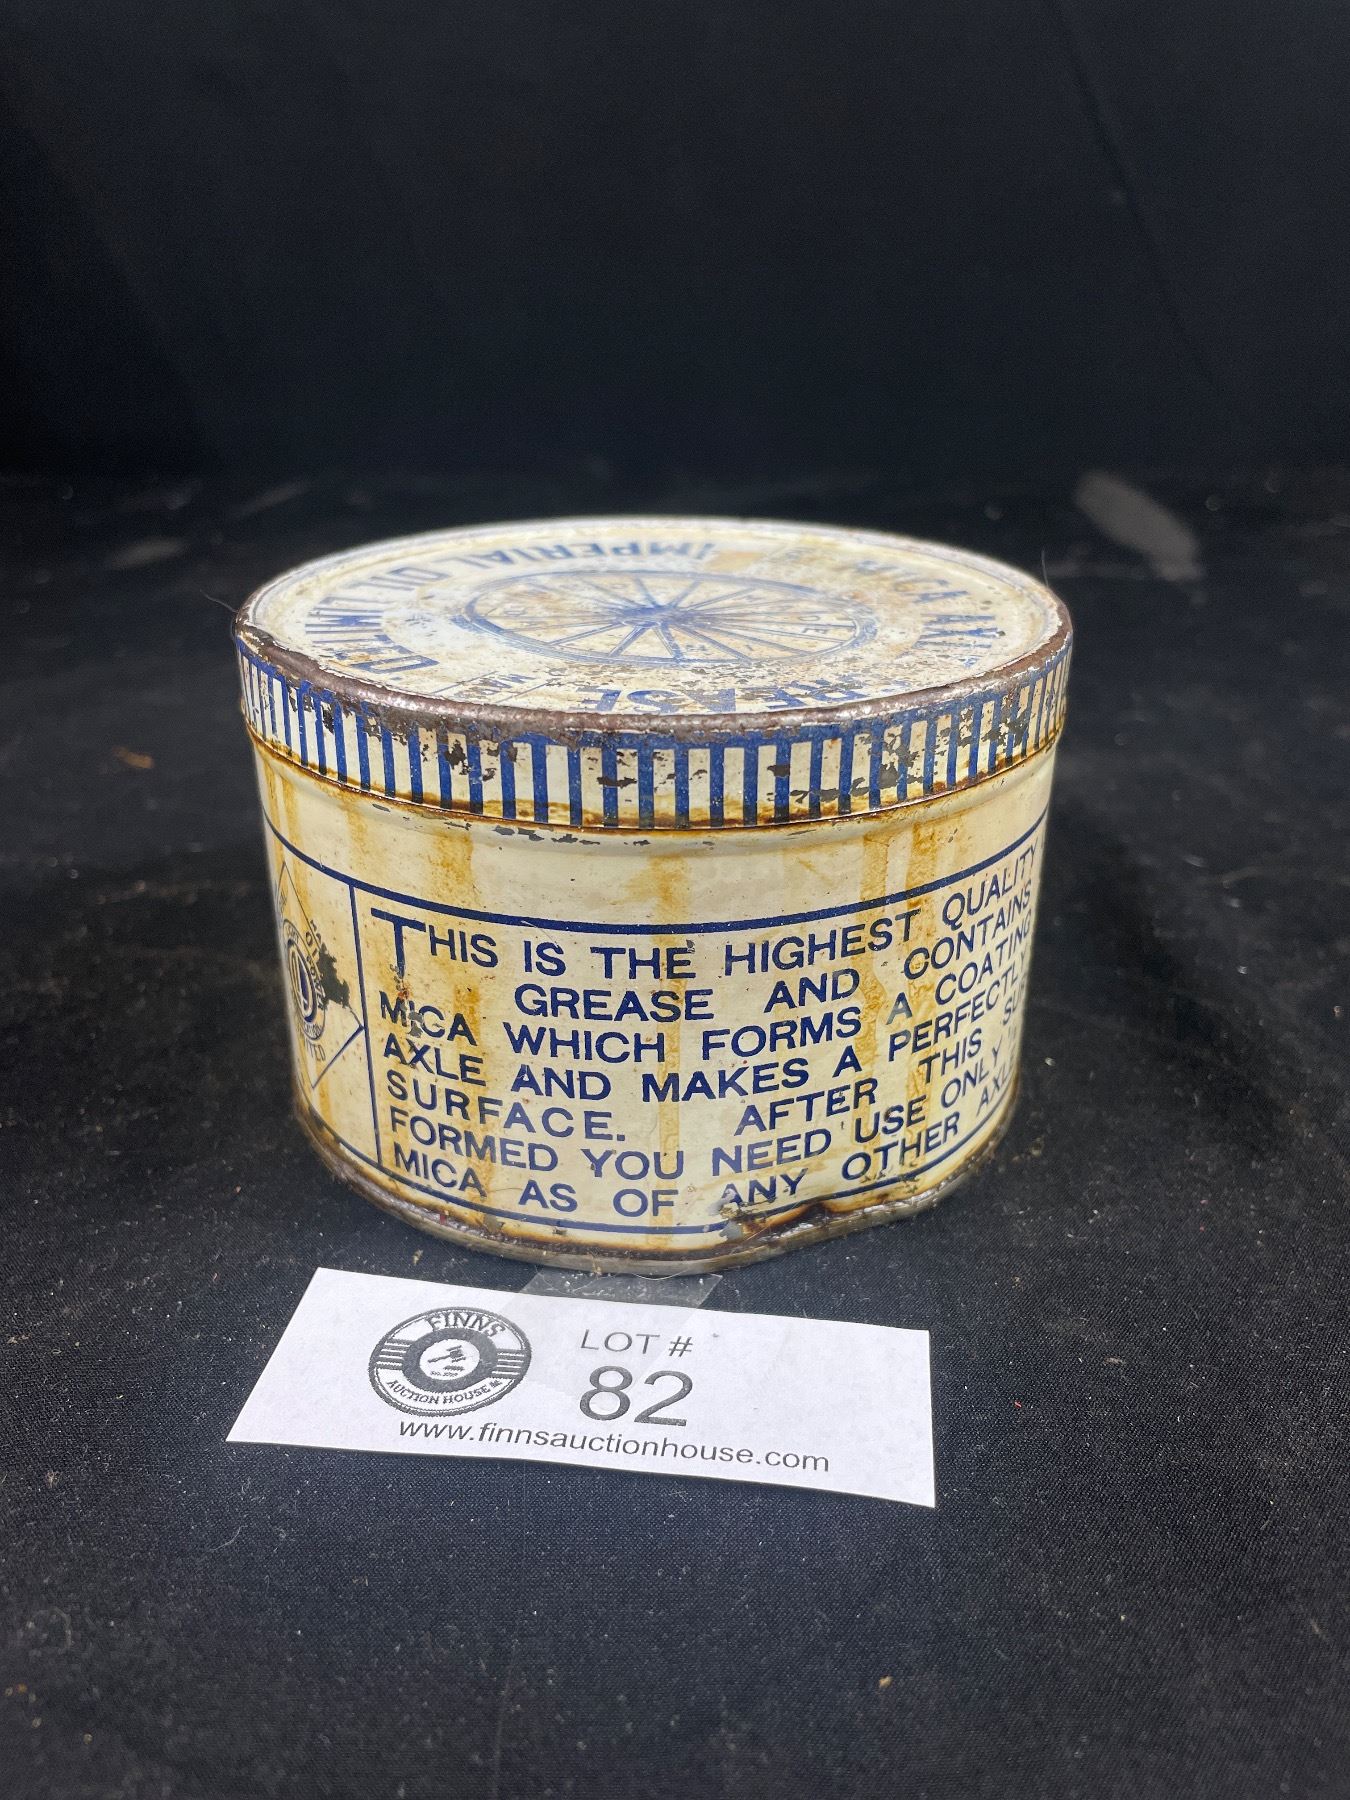 IMPERIAL OIL LIMITED
MICA AXLE
GREASE
THIS IS THE HIGHEST QUALITY
GREASE AND CONTAINS
MICA WHICH FORMS A COATING
AXLE AND MAKES A PERFECTLY
SURFACE. AFTER THIS
FORMED YOU NEED USE ONLY
MICA AS OF ANY OTHER
FINNS
AUCTION HOUSE
LOT #
82
www.finnsauctionhouse.com